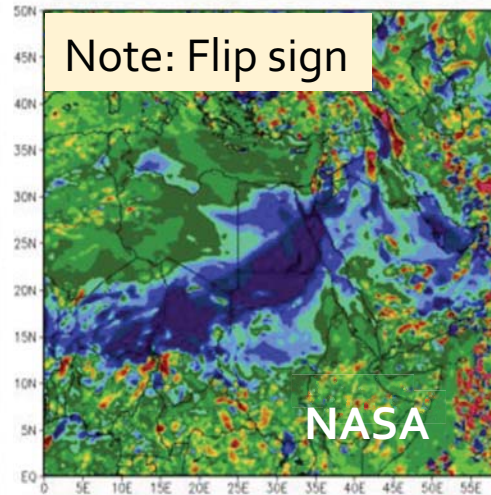 50N
Note: Flip sign
45N
40N
35N
30N
25N
20N
15N
10N
NASA
5N
EQ
0 5E 10E 15E 20E 25E 30E 35E 40E 45E 50E 55E